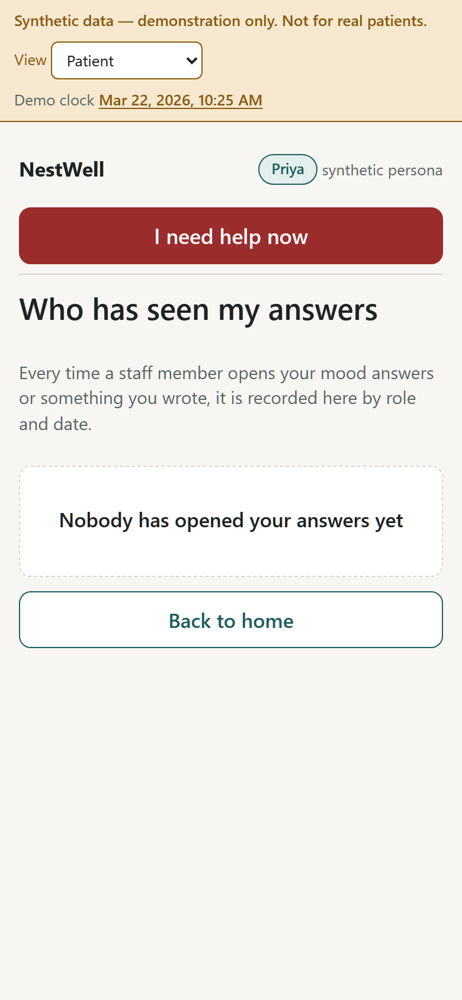 Synthetic data — demonstration only. Not for real patients.
View Patient
Demo clock Mar 22, 2026, 10:25 AM
NestWell
Priya synthetic persona
I need help now
Who has seen my answers
Every time a staff member opens your mood answers
or something you wrote, it is recorded here by role
and date.
Nobody has opened your answers yet
Back to home